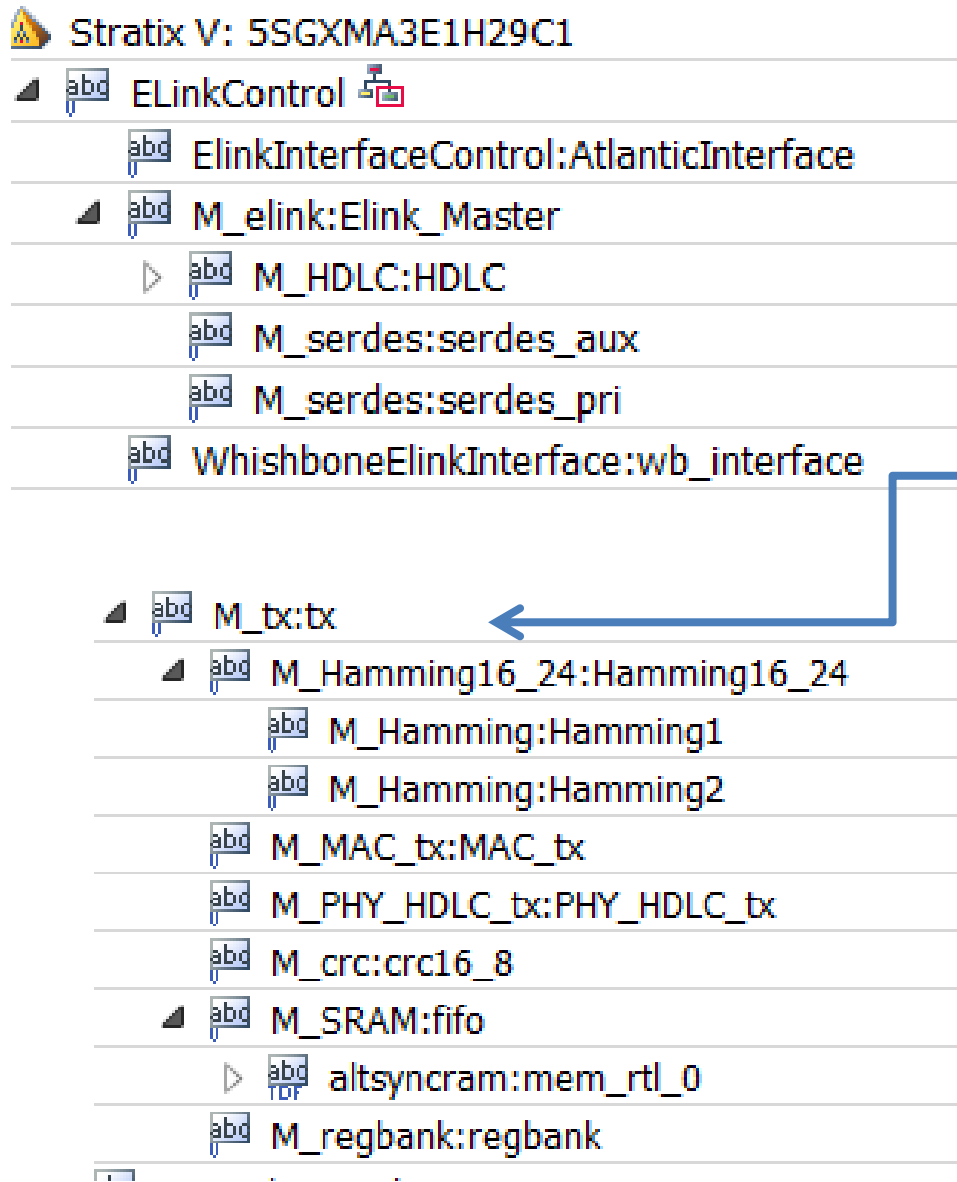 Stratix V: 5SGXMA3E1H29C1
ELinkControl
ElinkInterfaceControl:AtlanticInterface
M_elink:Elink_Master
M_HDLC:HDLC
M_serdes:serdes_aux
M_serdes:serdes_pri
WhishboneElinkInterface:wb_interface
M_tx:tx
M_Hamming16_24:Hamming16_24
M_Hamming:Hamming1
M_Hamming:Hamming2
M_MAC_tx:MAC_tx
M_PHY_HDLC_tx:PHY_HDLC_tx
M_crc:crc16_8
M_SRAM:fifo
altsyncram:mem_rtl_0
M_regbank:regbank